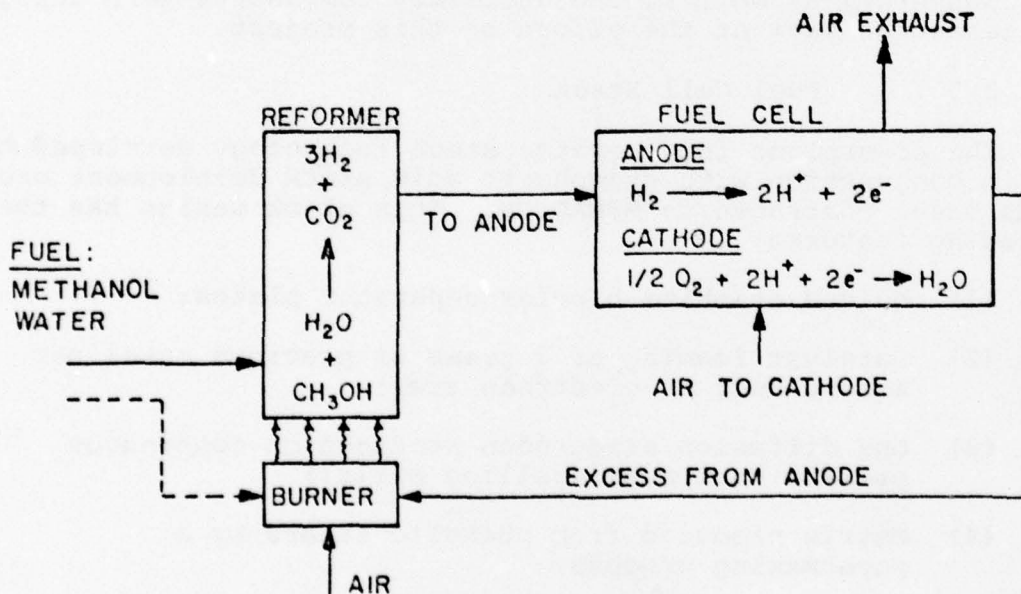 AIR EXHAUST
REFORMER
3H₂
+
CO₂
H₂O
+
CH₃OH
FUEL CELL
ANODE
H₂ → 2H⁺ + 2e⁻
CATHODE
1/2 O₂ + 2H⁺ + 2e⁻ → H₂O
TO ANODE
FUEL:
METHANOL
WATER
AIR TO CATHODE
EXCESS FROM ANODE
BURNER
AIR